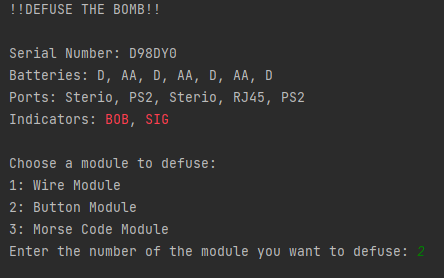 !!DEFUSE THE BOMB!!
Serial Number: D98DY0
Batteries: D, AA, D, AA, D, AA, D
Ports: Sterio, PS2, Sterio, RJ45, PS2
Indicators: BOB, SIG
Choose a module to defuse:
1: Wire Module
2: Button Module
3: Morse Code Module
Enter the number of the module you want to defuse: 2